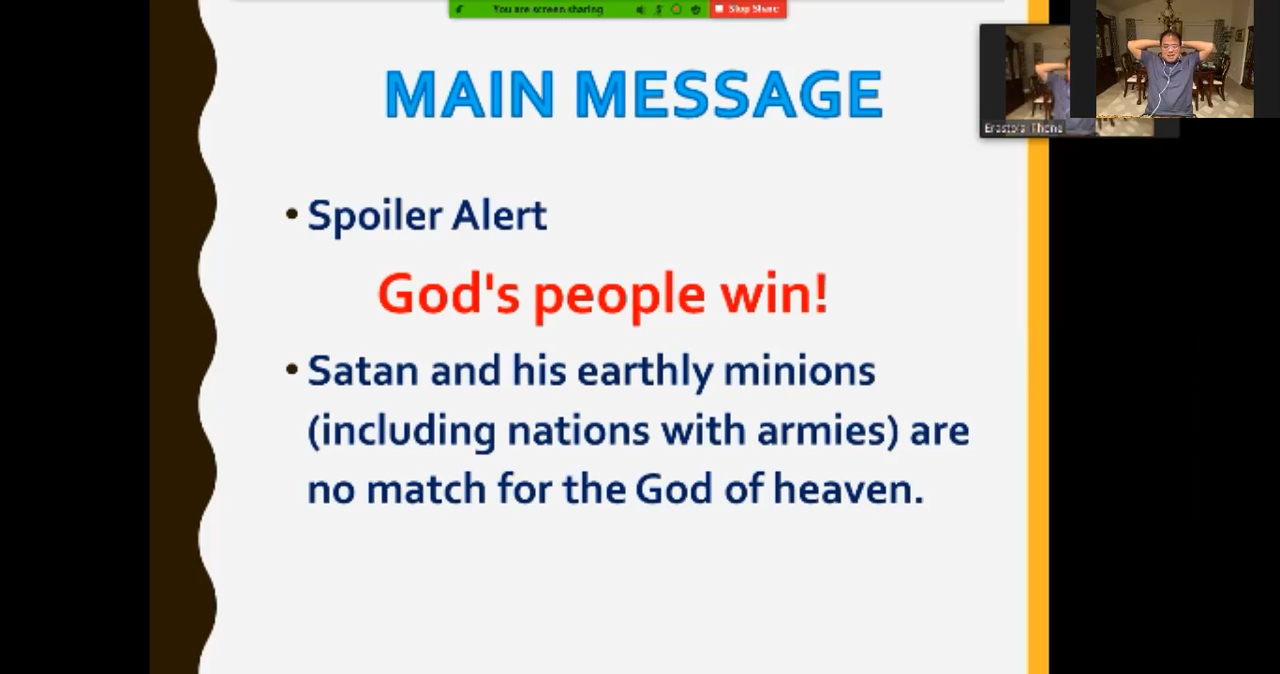 You are screen sharing
Stop Share
MAIN MESSAGE
• Spoiler Alert
God's people win!
• Satan and his earthly minions
(including nations with armies) are
no match for the God of heaven.